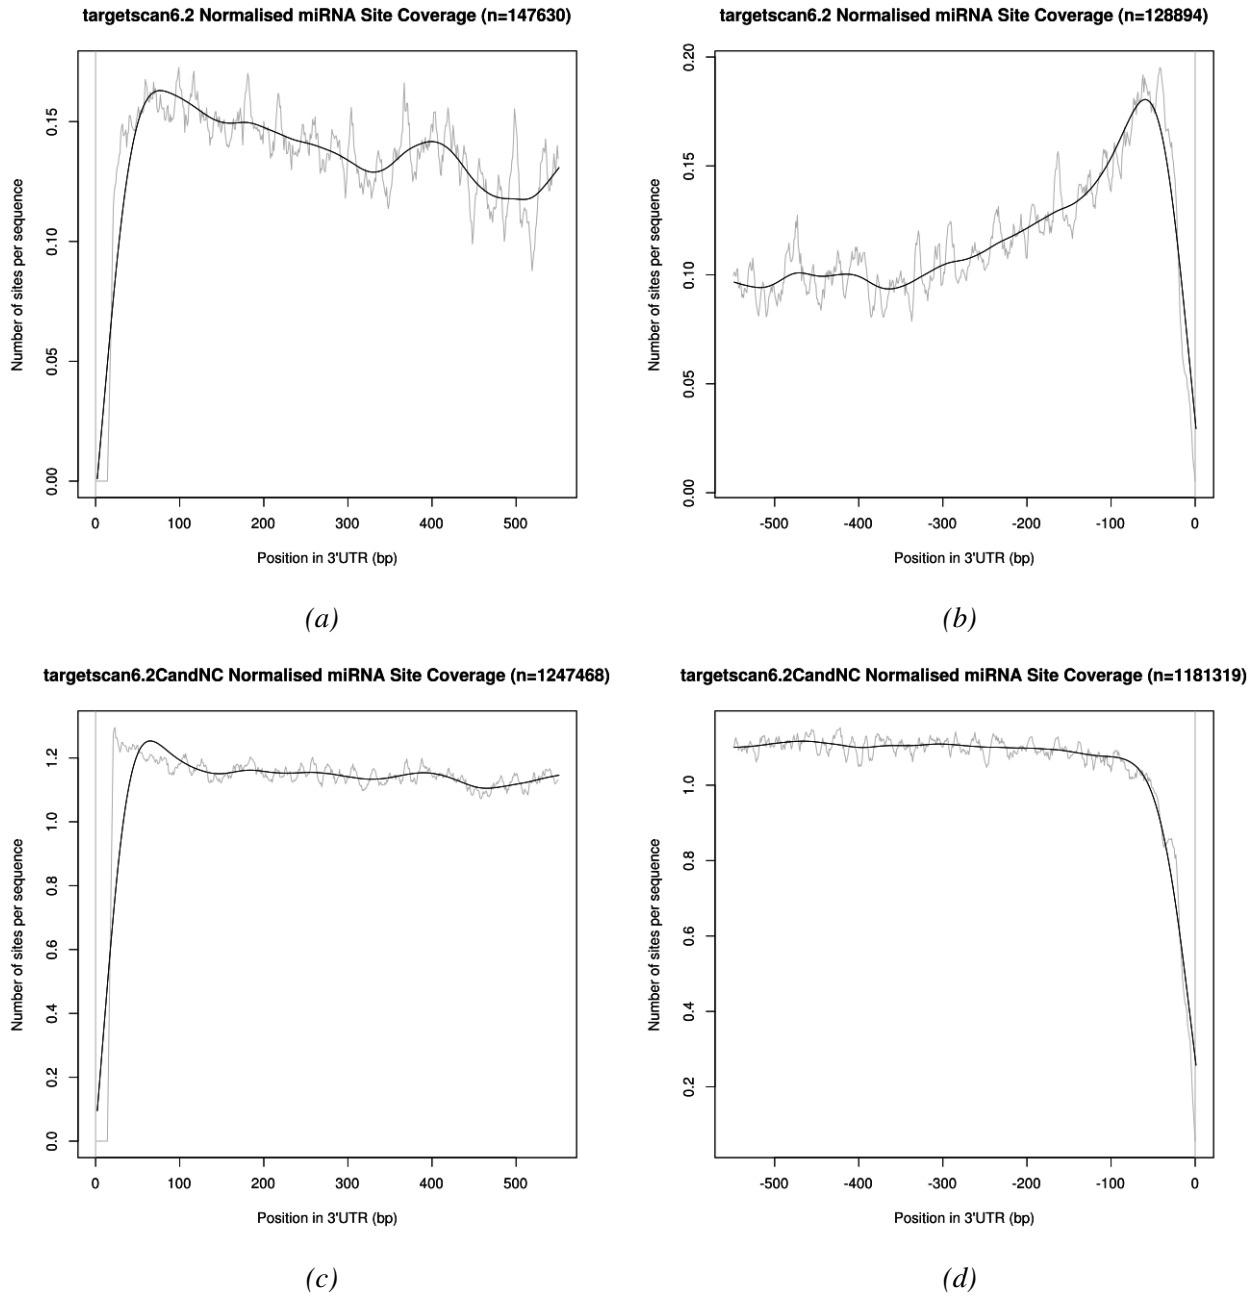 targetscan6.2 Normalised miRNA Site Coverage (n=147630)
Number of sites per sequence
0.15
0.10
0.05
0.00
0 100 200 300 400 500
Position in 3'UTR (bp)
(a)
targetscan6.2 Normalised miRNA Site Coverage (n=128894)
Number of sites per sequence
0.20
0.15
0.10
0.05
0.00
-500 -400 -300 -200 -100 0
Position in 3'UTR (bp)
(b)
targetscan6.2CandNC Normalised miRNA Site Coverage (n=1247468)
Number of sites per sequence
1.2
1.0
0.8
0.6
0.4
0.2
0.0
0 100 200 300 400 500
Position in 3'UTR (bp)
(c)
targetscan6.2CandNC Normalised miRNA Site Coverage (n=1181319)
Number of sites per sequence
1.0
0.8
0.6
0.4
0.2
-500 -400 -300 -200 -100 0
Position in 3'UTR (bp)
(d)